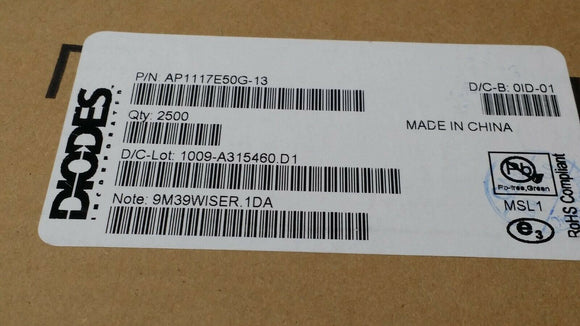 DIODES
INCORPORATED
P/N AP1117E50G-13
D/C-B: 0ID-01
Qty: 2500
MADE IN CHINA
D/C-Lot: 1009-A315460.D1
Note: 9M39WISER.1DA
Pb
Pb-free,Green
MSL1
e3
RoHS Compliant